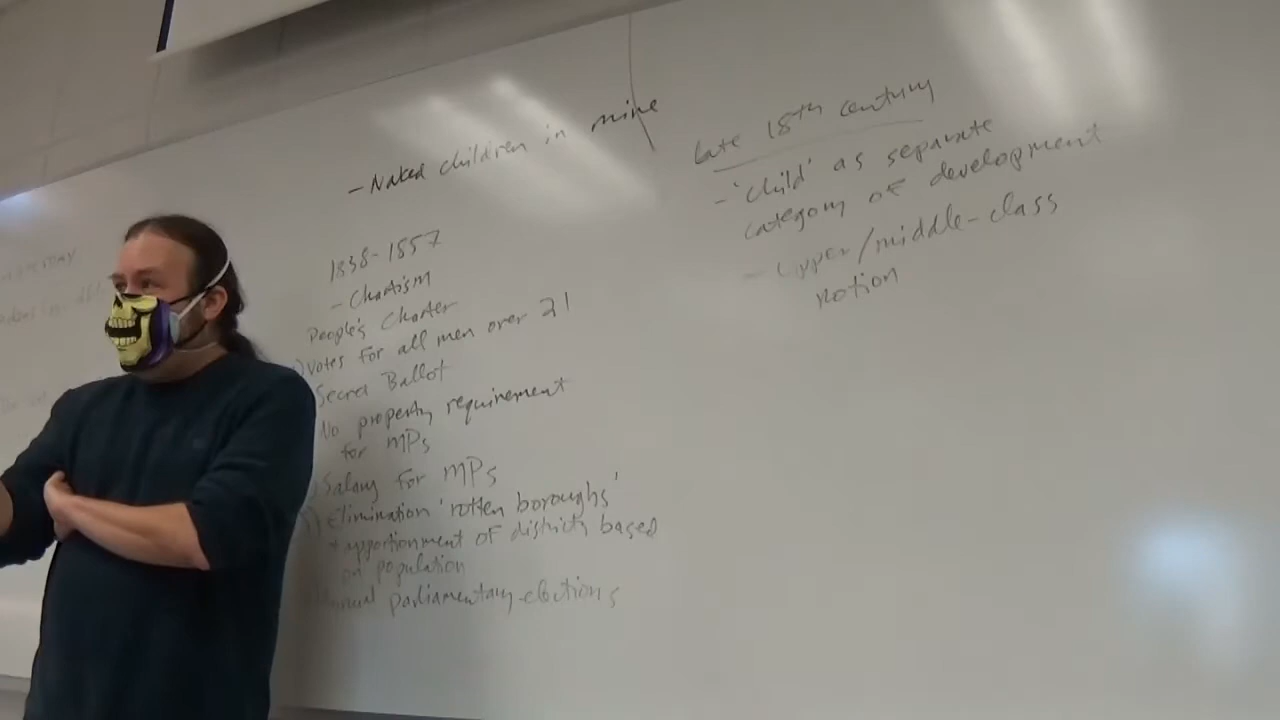 - Naked children in mine
1838-1557
- Chartism
People's Charter
Votes for all men over 21
Secret Ballot
No property requirement
for MPs
Salary for MPs
Elimination 'rotten boroughs'
+ apportionment of districts based
on population
parliamentary elections
late 18th century
- 'child' as separate
category of development
- upper/middle-class
notion